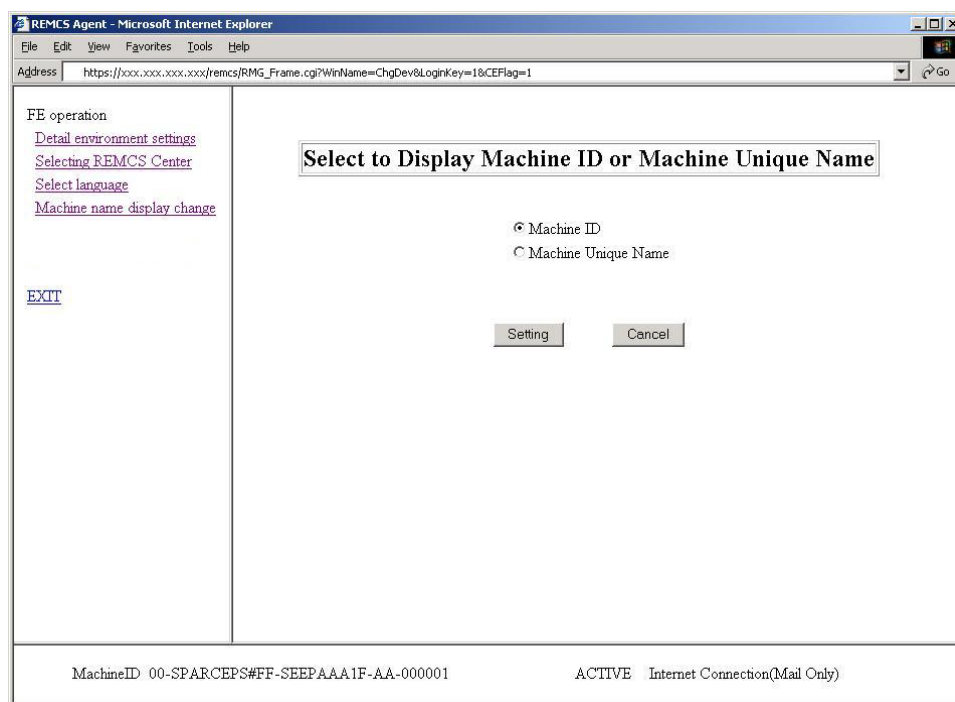 REMCS Agent - Microsoft Internet Explorer
File Edit View Favorites Tools Help
Address https://xxx.xxx.xxx.xxx/remcs/RMG_Frame.cgi?WinName=ChgDev&LoginKey=1&CEFlag=1 Go
FE operation
Detail environment settings
Selecting REMCS Center
Select language
Machine name display change
EXIT
Select to Display Machine ID or Machine Unique Name
Machine ID
Machine Unique Name
Setting Cancel
MachineID 00-SPARCEPS#FF-SEEPAAA1F-AA-000001 ACTIVE Internet Connection(Mail Only)